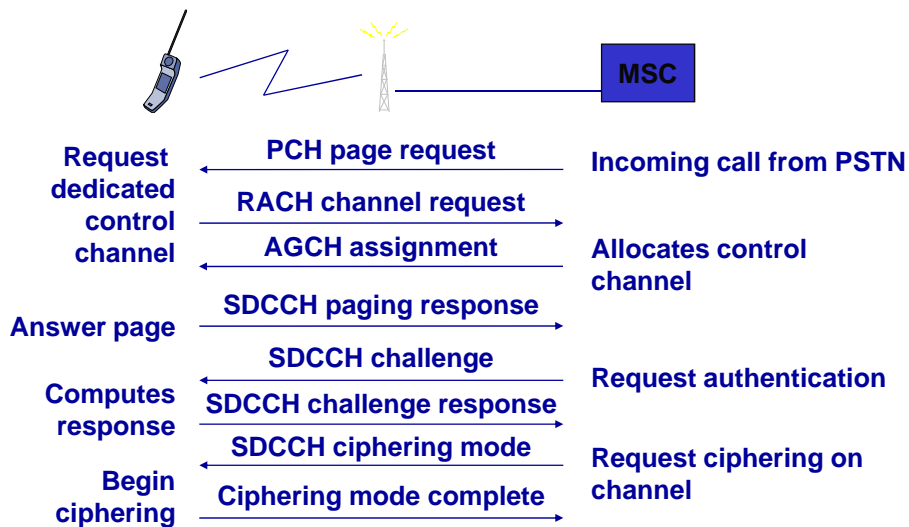 MSC
PCH page request
Incoming call from PSTN
Request
dedicated
control
channel
RACH channel request
AGCH assignment
Allocates control
channel
SDCCH paging response
Answer page
SDCCH challenge
Request authentication
Computes
response
SDCCH challenge response
SDCCH ciphering mode
Request ciphering on
channel
Begin
ciphering
Ciphering mode complete